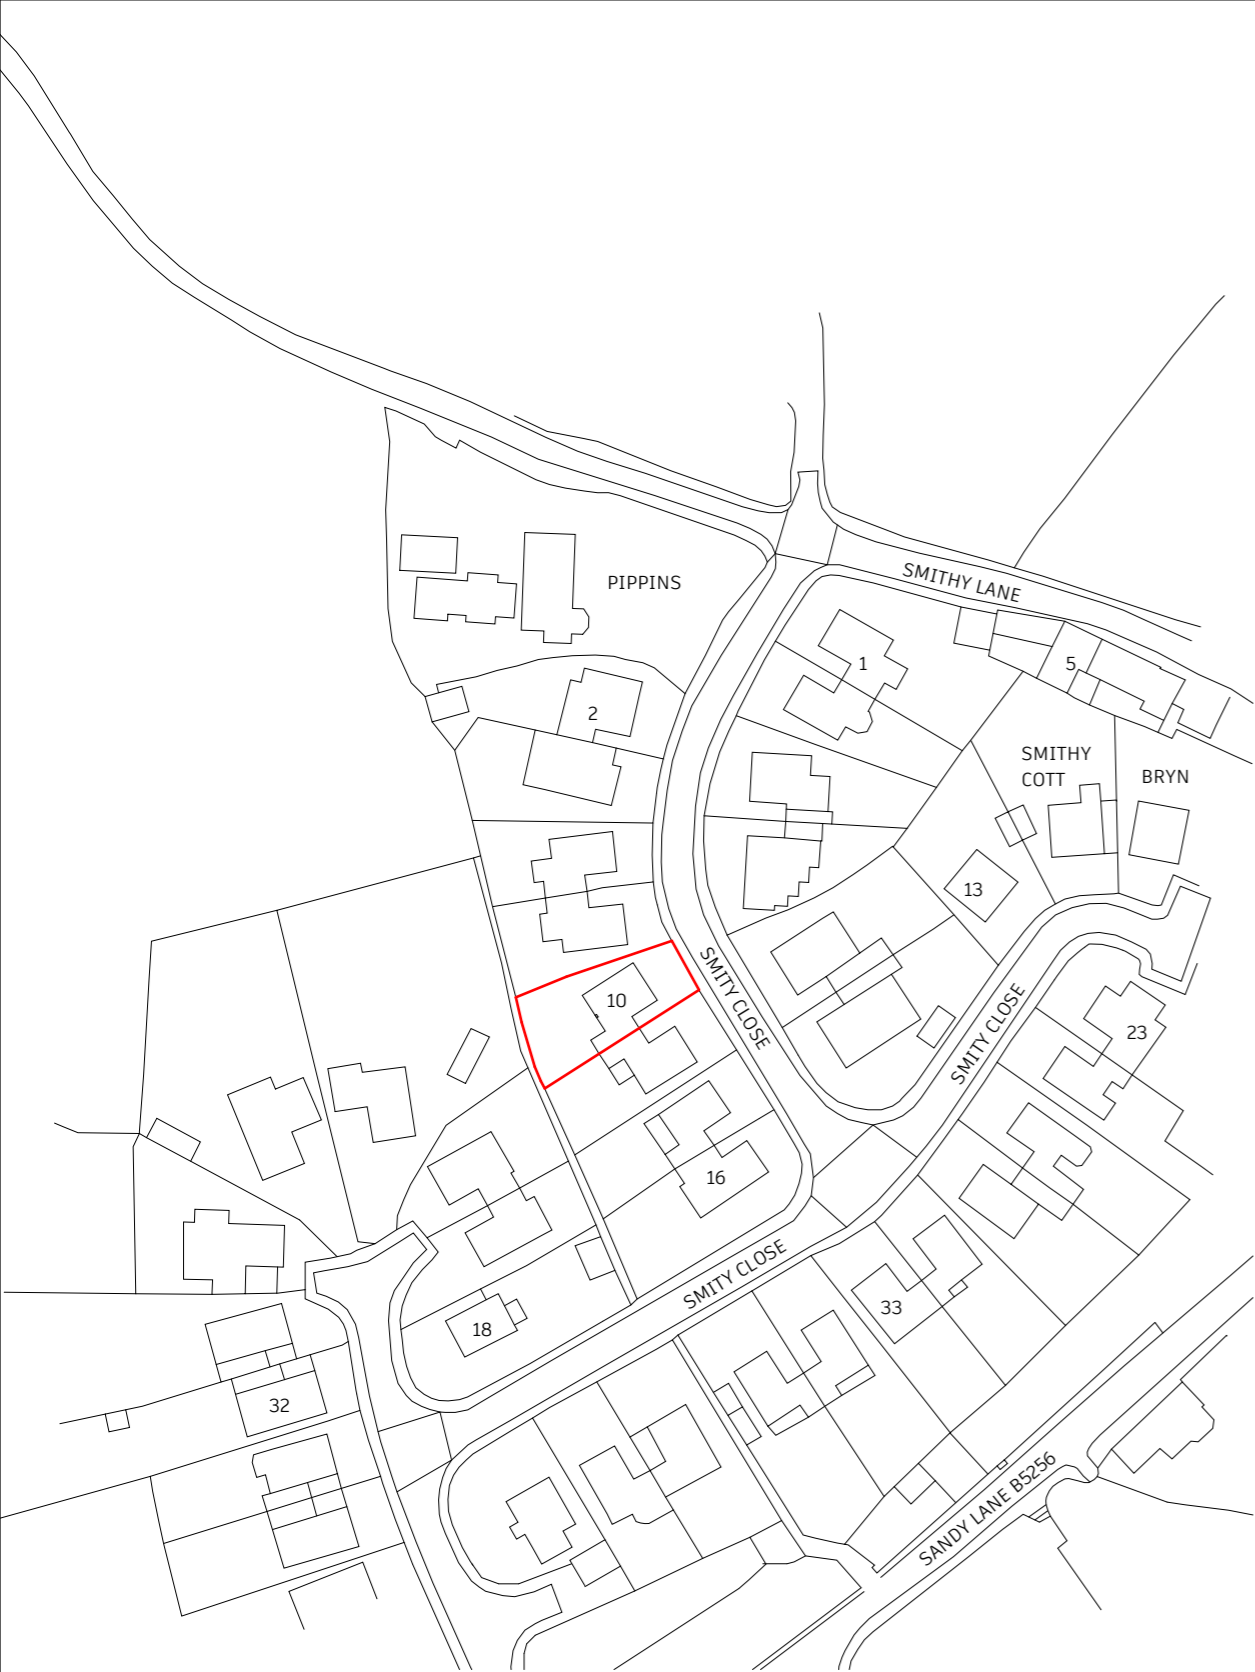 SMITHY LANE
PIPPINS
1
5
2
SMITHY
COTT
BRYN
13
SMITY CLOSE
10
SMITY CLOSE
23
16
SMITY CLOSE
33
18
32
SANDY LANE B5256